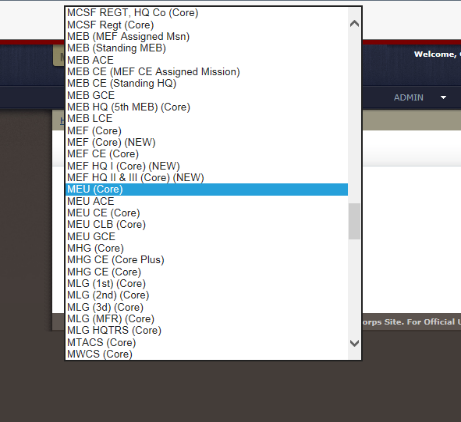 MCSF REGT, HQ Co (Core)
MCSF Regt (Core)
MEB (MEF Assigned Msn)
MEB (Standing MEB)
MEB ACE
MEB CE (MEF CE Assigned Mission)
MEB CE (Standing HQ)
MEB GCE
MEB HQ (5th MEB) (Core)
MEB LCE
MEF (Core)
MEF (Core) (NEW)
MEF CE (Core)
MEF HQ I (Core) (NEW)
MEF HQ II & III (Core) (NEW)
MEU (Core)
MEU ACE
MEU CE (Core)
MEU CLB (Core)
MEU GCE
MHG (Core)
MHG CE (Core Plus)
MHG CE (Core)
MLG (1st) (Core)
MLG (2nd) (Core)
MLG (3d) (Core)
MLG (MFR) (Core)
MLG HQTRS (Core)
MTACS (Core)
MWCS (Core)
Welcome,
ADMIN
orps Site. For Official